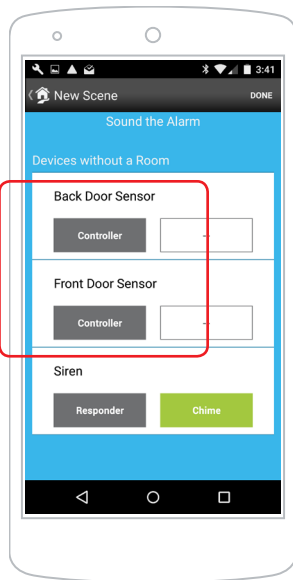 3:41
New Scene DONE
Sound the Alarm
Devices without a Room
Back Door Sensor
Controller --
Front Door Sensor
Controller --
Siren
Responder Chime